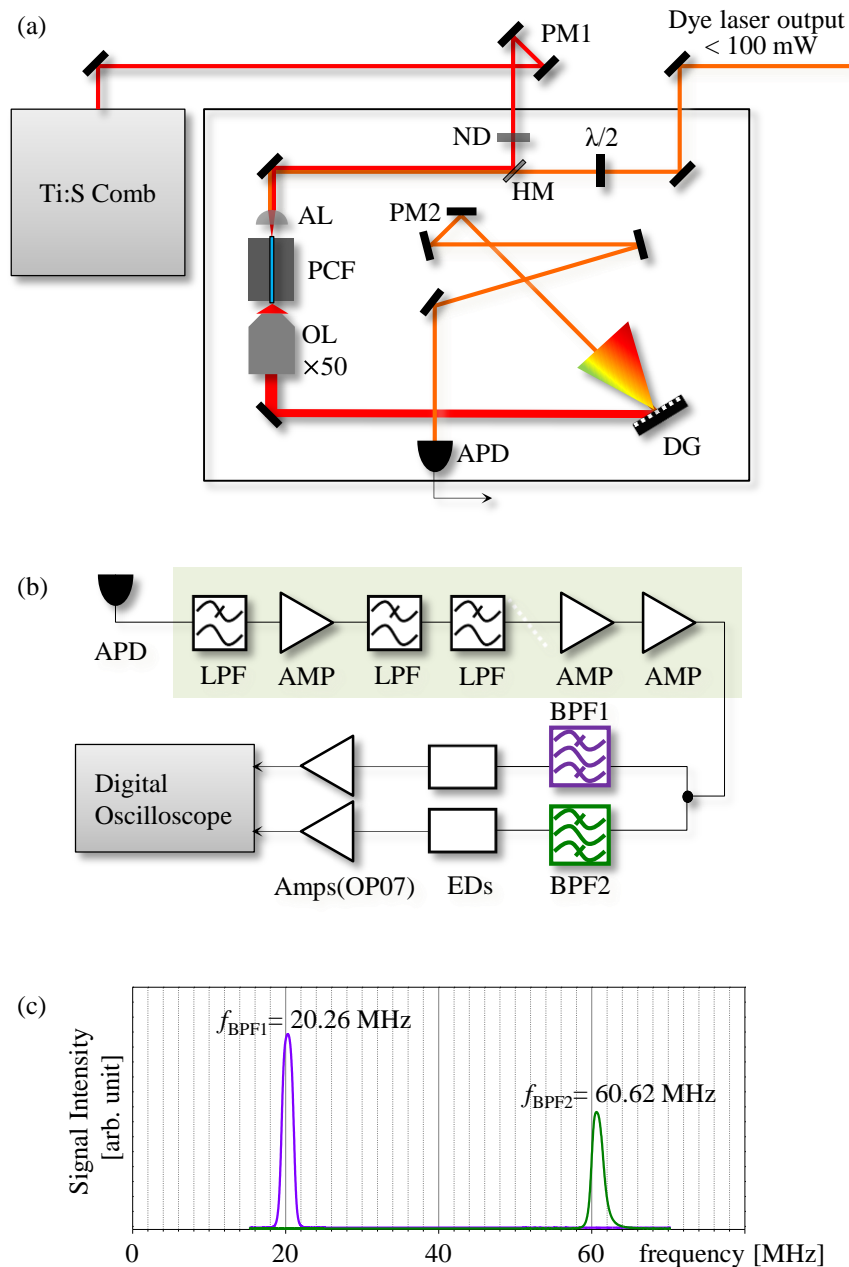 (a)
PM1
Dye laser output
< 100 mW
ND
λ/2
HM
Ti:S Comb
AL
PM2
PCF
OL
×50
APD
DG
(b)
APD
LPF
AMP
LPF
LPF
AMP
AMP
BPF1
Digital
Oscilloscope
Amps(OP07)
EDs
BPF2
(c)
Signal Intensity
[arb. unit]
fBPF1= 20.26 MHz
fBPF2= 60.62 MHz
0
20
40
60
frequency [MHz]